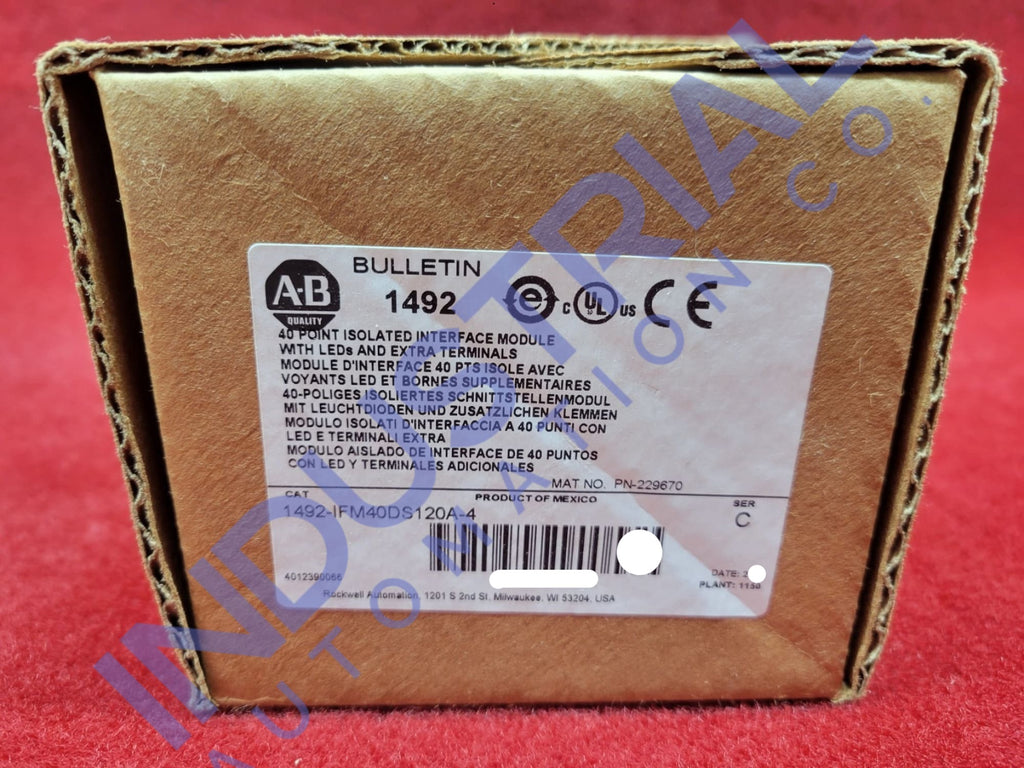 A-B
QUALITY
BULLETIN
1492
e
C UL US CE
40 POINT ISOLATED INTERFACE MODULE
WITH LEDs AND EXTRA TERMINALS
MODULE D'INTERFACE 40 PTS ISOLE AVEC
VOYANTS LED ET BORNES SUPPLEMENTAIRES
40-POLIGES ISOLIERTES SCHNITTSTELLENMODUL
MIT LEUCHTDIODEN UND ZUSATZLICHEN KLEMMEN
MODULO ISOLATI D'INTERFACCIA A 40 PUNTI CON
LED E TERMINALI EXTRA
MODULO AISLADO DE INTERFACE DE 40 PUNTOS
CON LED Y TERMINALES ADICIONALES
MAT NO. PN-229670
CAT
PRODUCT OF MEXICO
SER
1492-IFM40DS120A-4
C
4012390066
DATE: 2
PLANT: 1150
Rockwell Automation, 1201 S 2nd St, Milwaukee, WI 53204, USA
INDUSTRIAL
AUTOMATION CO.